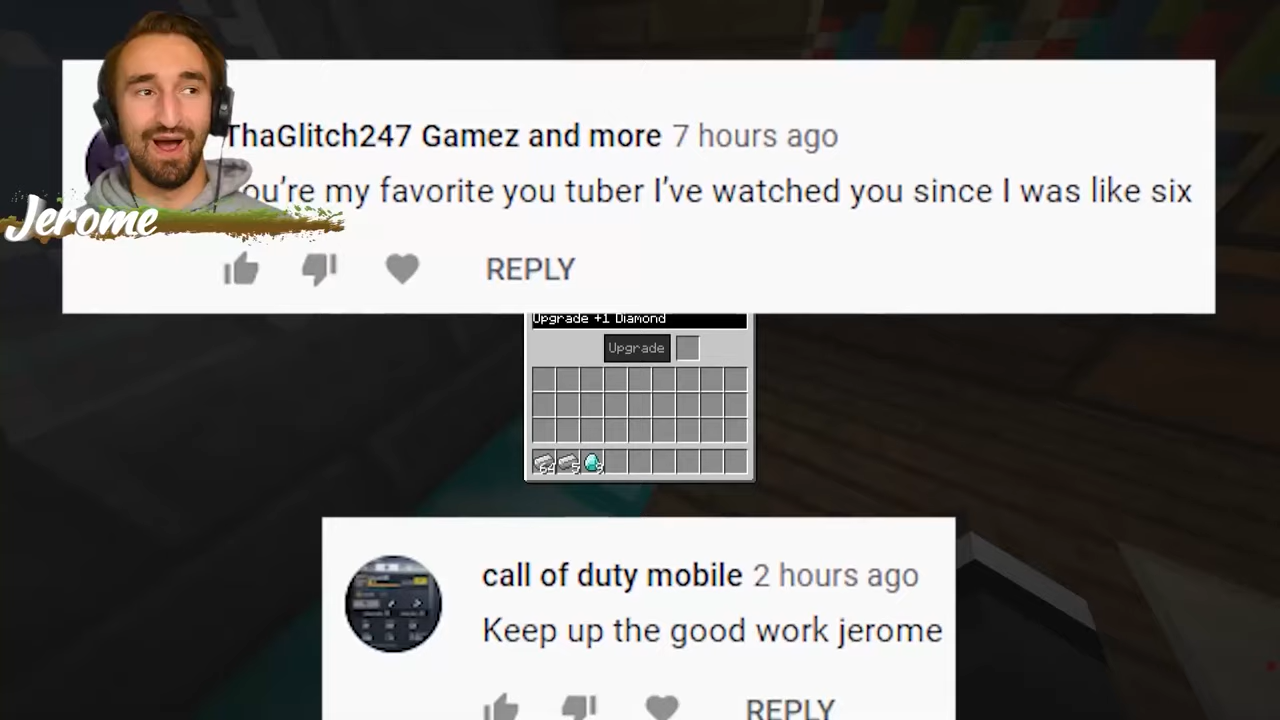 ThaGlitch247 Gamez and more 7 hours ago
ou're my favorite you tuber I've watched you since I was like six
Jerome
REPLY
Upgrade +1 Diamond
Upgrade
64 5 9
call of duty mobile 2 hours ago
Keep up the good work jerome
REPLY